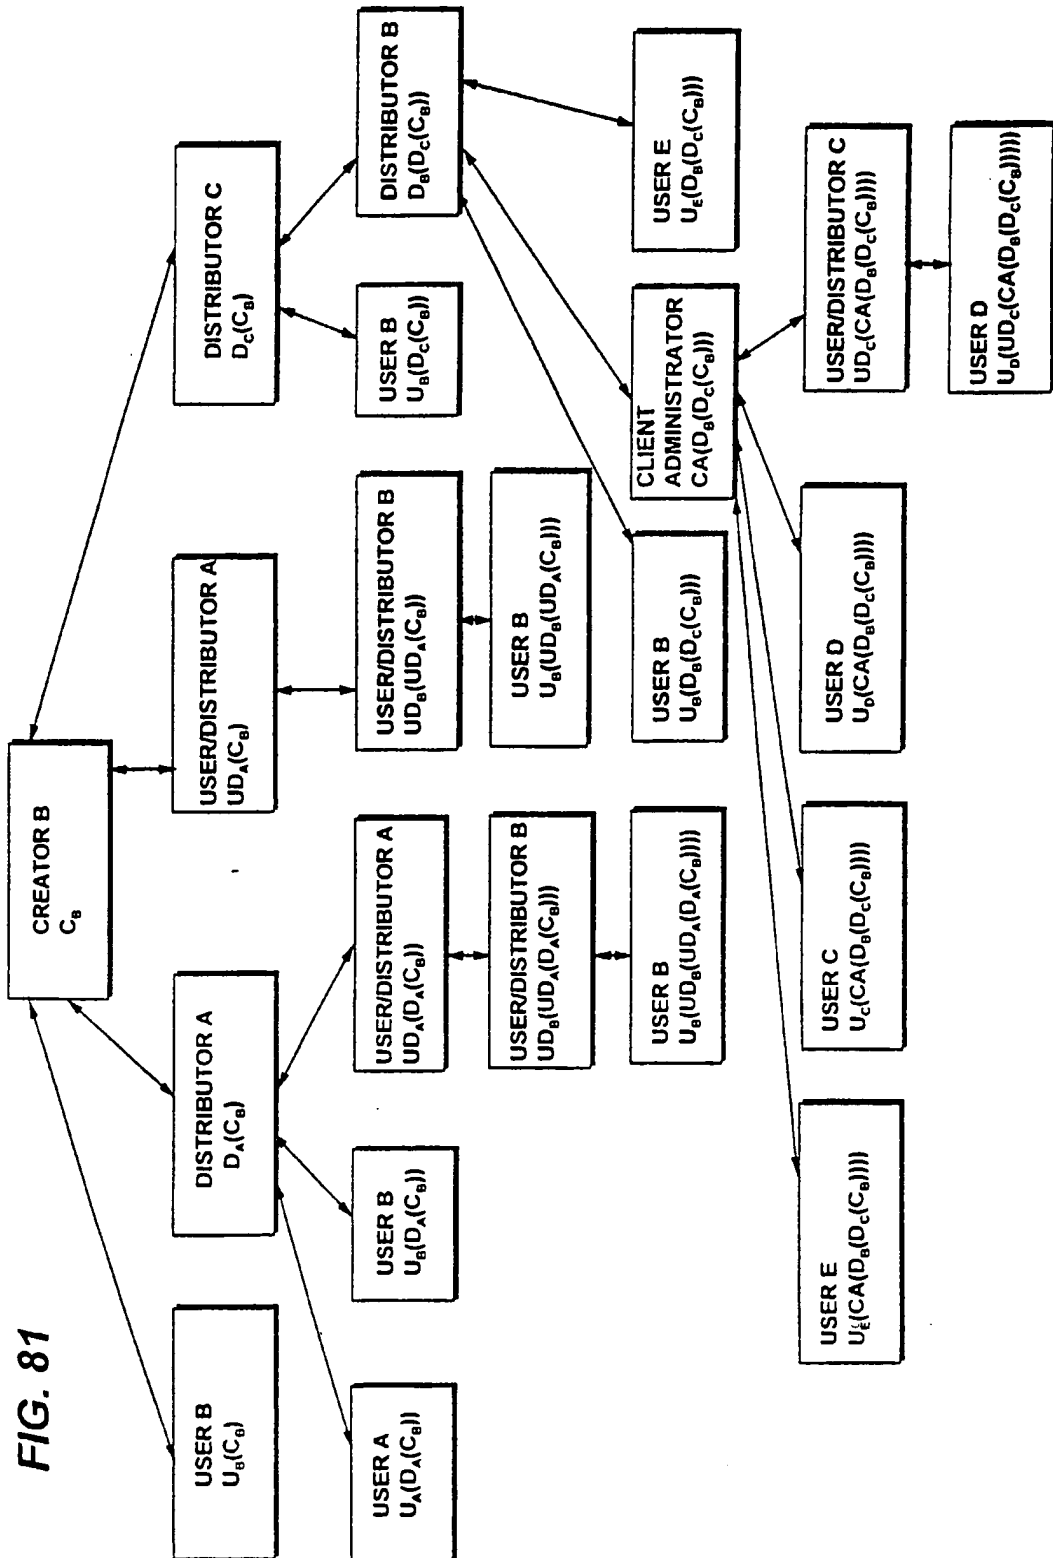 FIG. 81
CREATOR B
C_B
USER B
U_B(C_B)
DISTRIBUTOR A
D_A(C_B)
USER/DISTRIBUTOR A
UD_A(C_B)
DISTRIBUTOR C
D_C(C_B)
USER A
U_A(D_A(C_B))
USER B
U_B(D_A(C_B))
USER/DISTRIBUTOR A
UD_A(D_A(C_B))
USER/DISTRIBUTOR B
UD_B(UD_A(C_B))
USER B
U_B(D_C(C_B))
DISTRIBUTOR B
D_B(D_C(C_B))
USER/DISTRIBUTOR B
UD_B(UD_A(D_A(C_B)))
USER B
U_B(UD_B(UD_A(C_B)))
USER B
U_B(UD_B(UD_A(D_A(C_B))))
USER B
U_B(D_B(D_C(C_B)))
CLIENT
ADMINISTRATOR
CA(D_B(D_C(C_B)))
USER E
U_E(D_B(D_C(C_B)))
USER E
U_E(CA(D_B(D_C(C_B))))
USER C
U_C(CA(D_B(D_C(C_B))))
USER D
U_D(CA(D_B(D_C(C_B))))
USER/DISTRIBUTOR C
UD_C(CA(D_B(D_C(C_B))))
USER D
U_D(UD_C(CA(D_B(D_C(C_B)))))